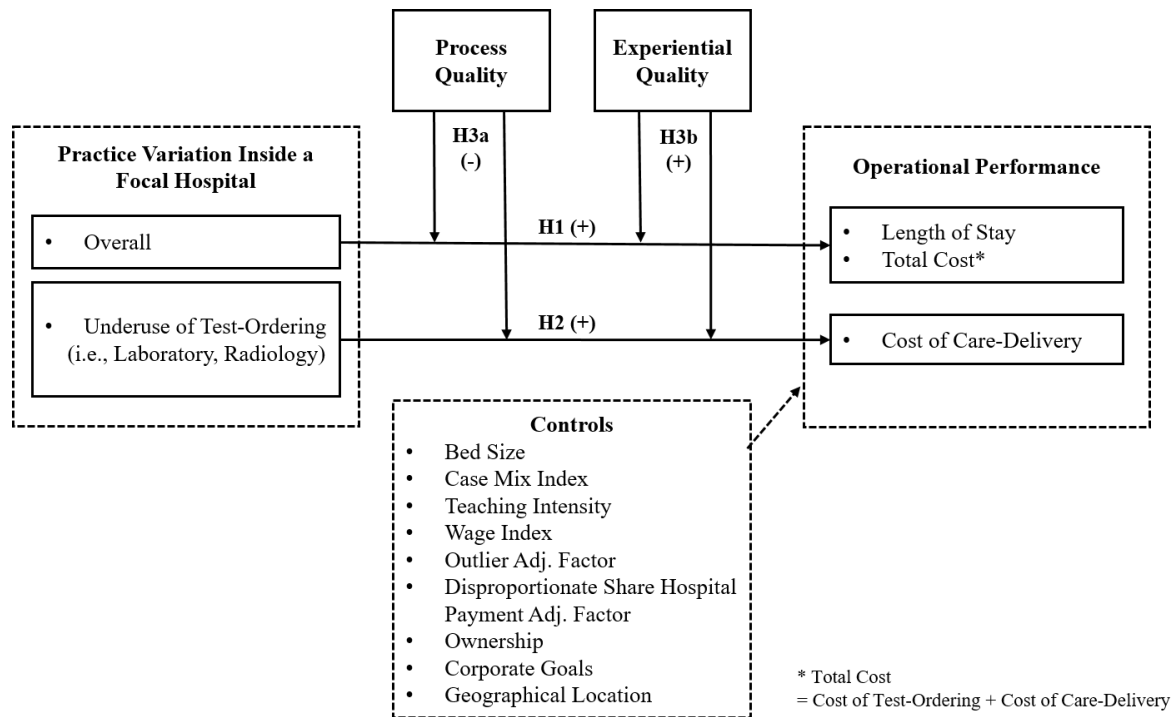 Process
Quality
Experiential
Quality
H3a
(-)
H3b
(+)
Practice Variation Inside a
Focal Hospital
• Overall
• Underuse of Test-Ordering
(i.e., Laboratory, Radiology)
H1 (+)
H2 (+)
Operational Performance
• Length of Stay
• Total Cost*
• Cost of Care-Delivery
Controls
• Bed Size
• Case Mix Index
• Teaching Intensity
• Wage Index
• Outlier Adj. Factor
• Disproportionate Share Hospital
Payment Adj. Factor
• Ownership
• Corporate Goals
• Geographical Location
* Total Cost
= Cost of Test-Ordering + Cost of Care-Delivery